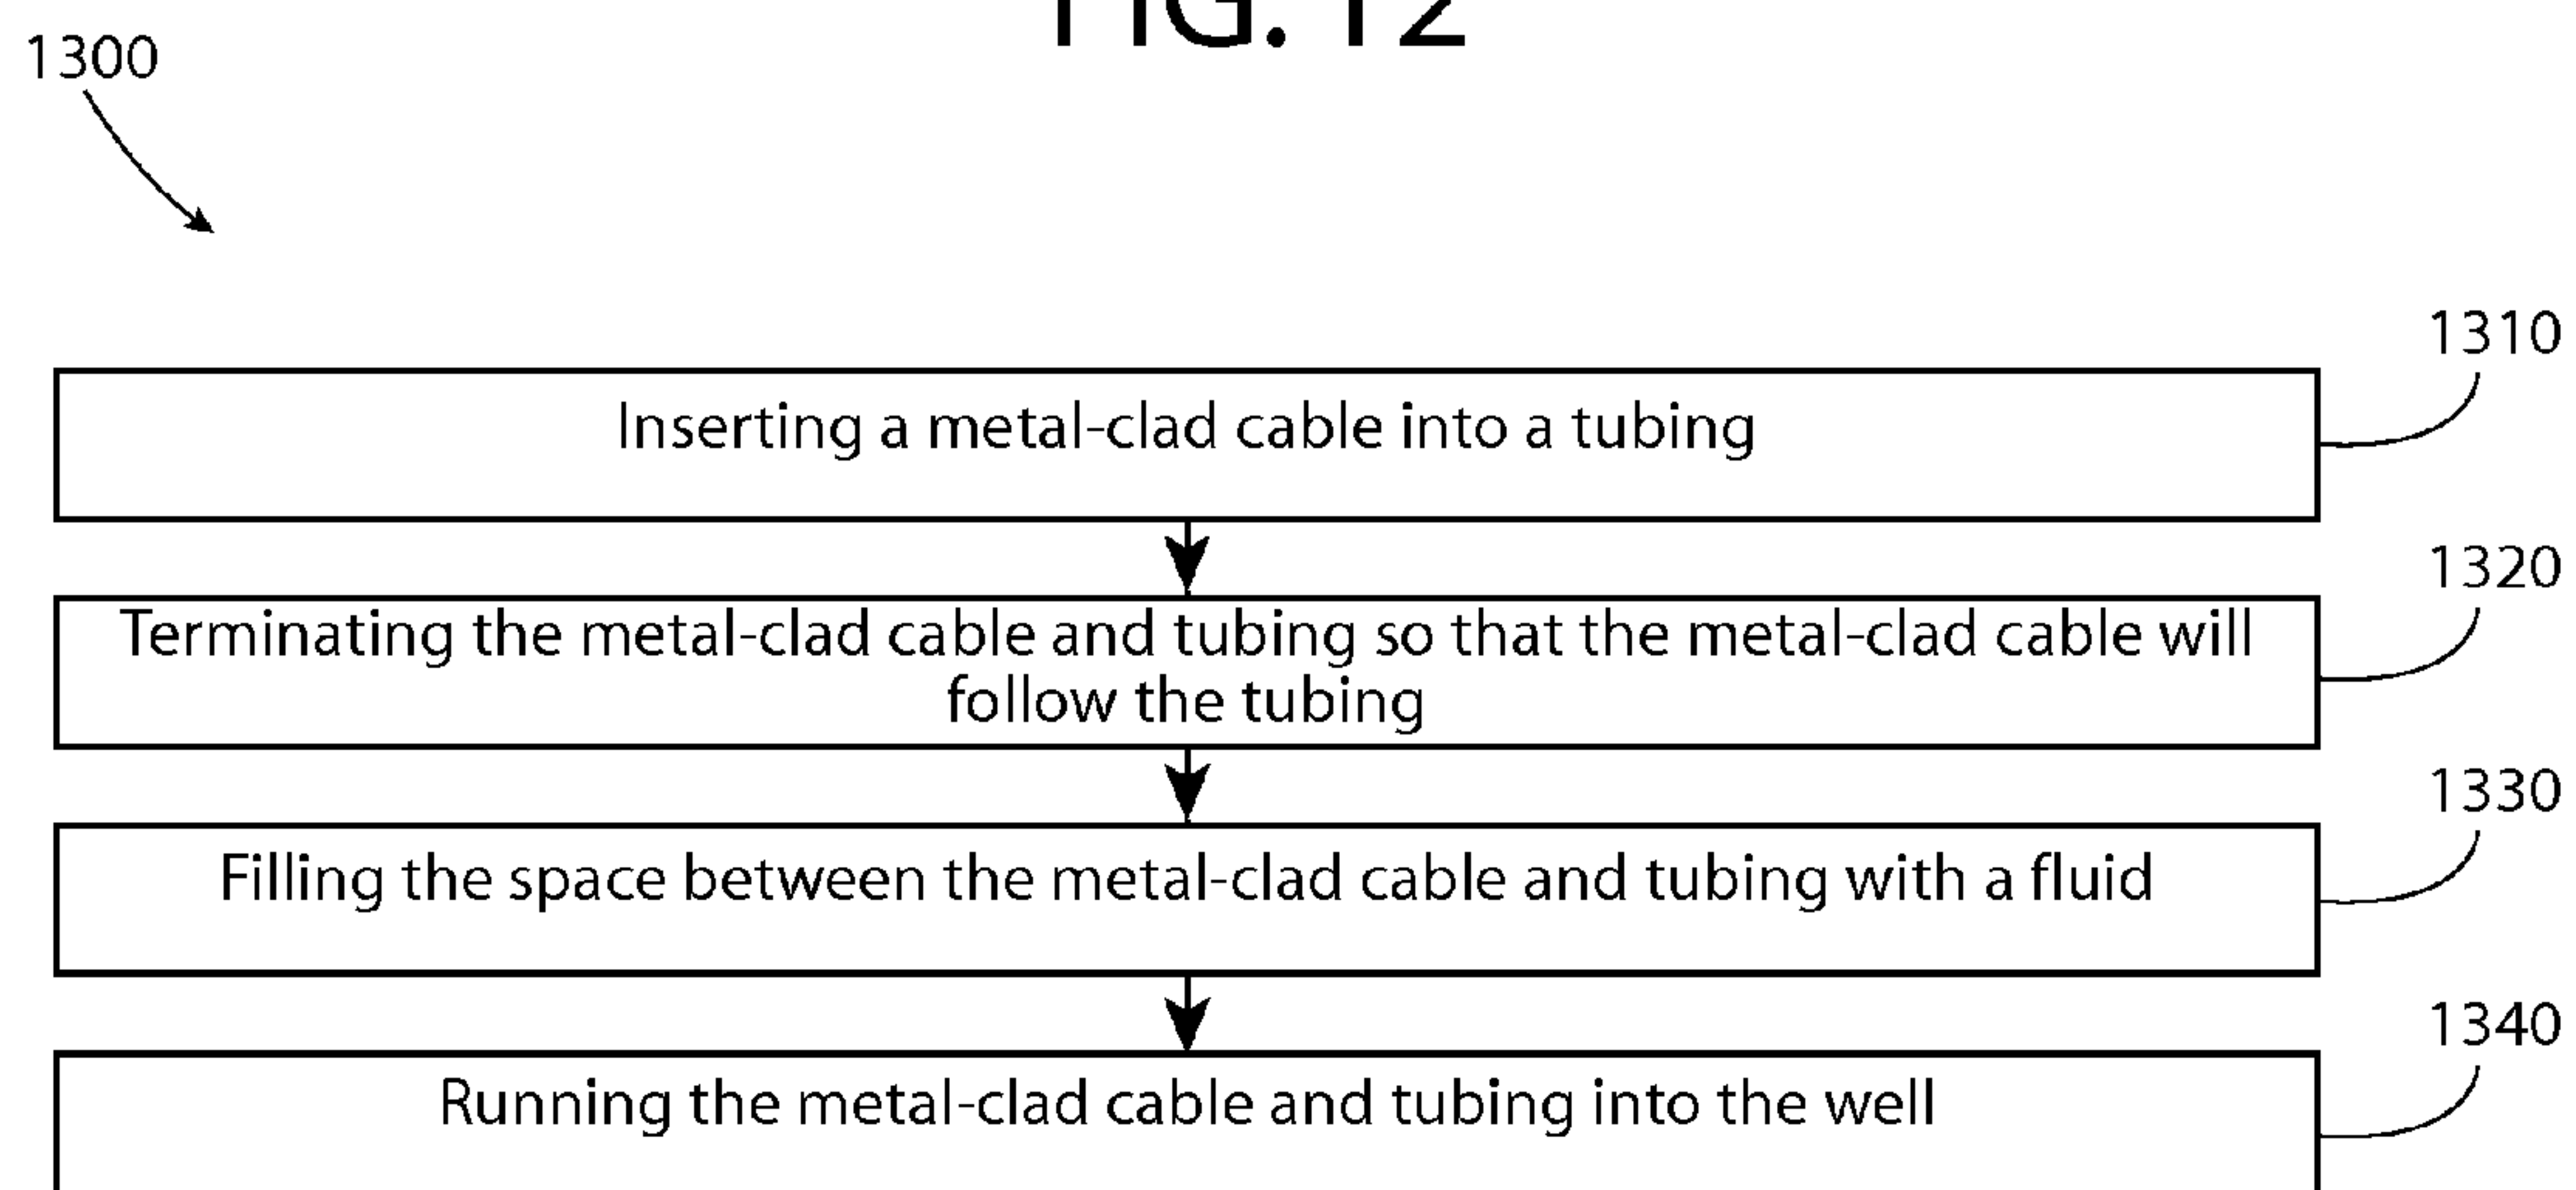 FIG. 12
1300
1310
Inserting a metal-clad cable into a tubing
1320
Terminating the metal-clad cable and tubing so that the metal-clad cable will
follow the tubing
1330
Filling the space between the metal-clad cable and tubing with a fluid
1340
Running the metal-clad cable and tubing into the well